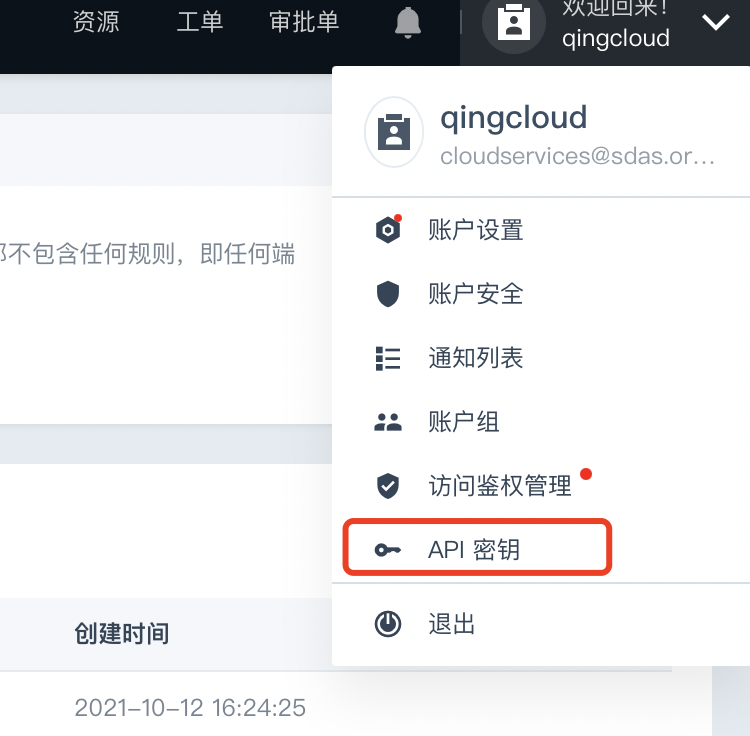 资源
工单
审批单
欢迎回来！
qingcloud
qingcloud
cloudservices@sdas.or...
账户设置
不包含任何规则，即任何端
账户安全
通知列表
账户组
访问鉴权管理
API 密钥
退出
创建时间
2021-10-12 16:24:25